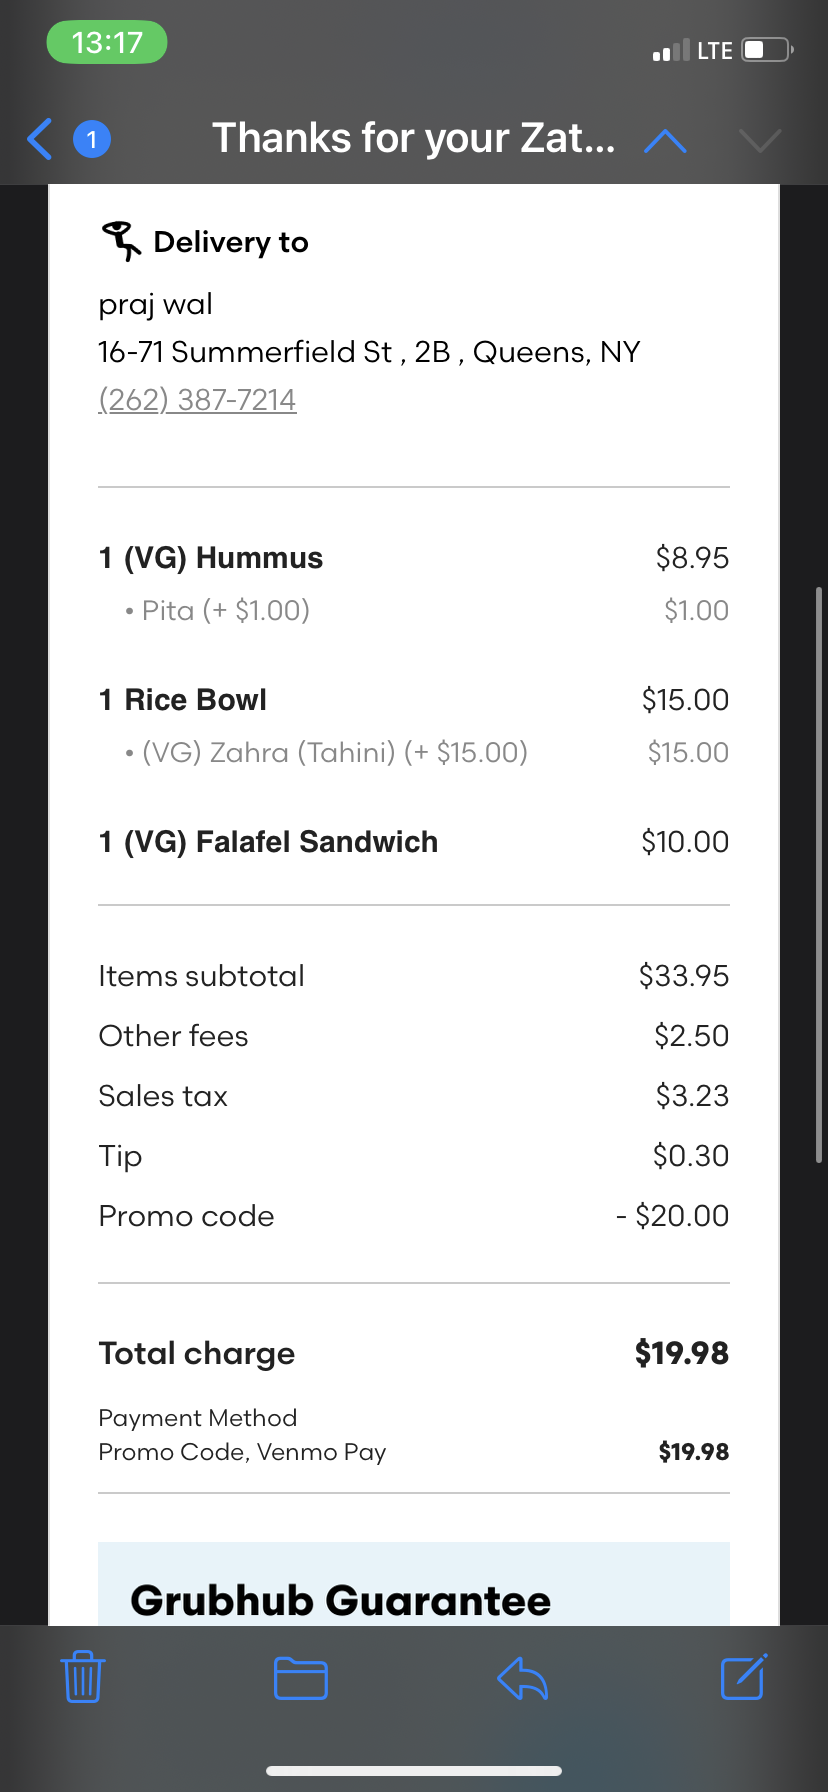 13:17
LTE
1
Thanks for your Zat...
Delivery to
praj wal
16-71 Summerfield St , 2B , Queens, NY
(262) 387-7214
1 (VG) Hummus $8.95
• Pita (+ $1.00) $1.00
1 Rice Bowl $15.00
• (VG) Zahra (Tahini) (+ $15.00) $15.00
1 (VG) Falafel Sandwich $10.00
Items subtotal $33.95
Other fees $2.50
Sales tax $3.23
Tip $0.30
Promo code - $20.00
Total charge $19.98
Payment Method
Promo Code, Venmo Pay $19.98
Grubhub Guarantee